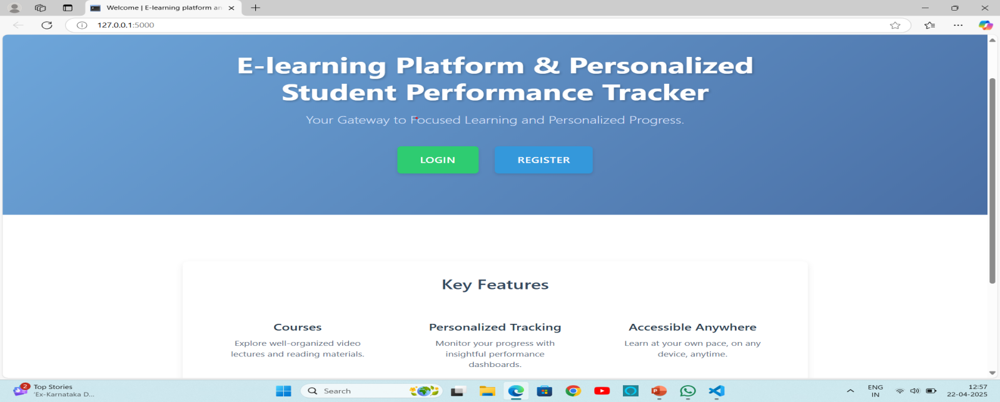 Welcome | E-learning platform an
127.0.0.1:5000
E-learning Platform & Personalized
Student Performance Tracker
Your Gateway to Focused Learning and Personalized Progress.
LOGIN
REGISTER
Key Features
Courses
Explore well-organized video
lectures and reading materials.
Personalized Tracking
Monitor your progress with
insightful performance
dashboards.
Accessible Anywhere
Learn at your own pace, on any
device, anytime.
2
Top Stories
'Ex-Karnataka D...
Search
P
ENG
IN
12:57
22-04-2025